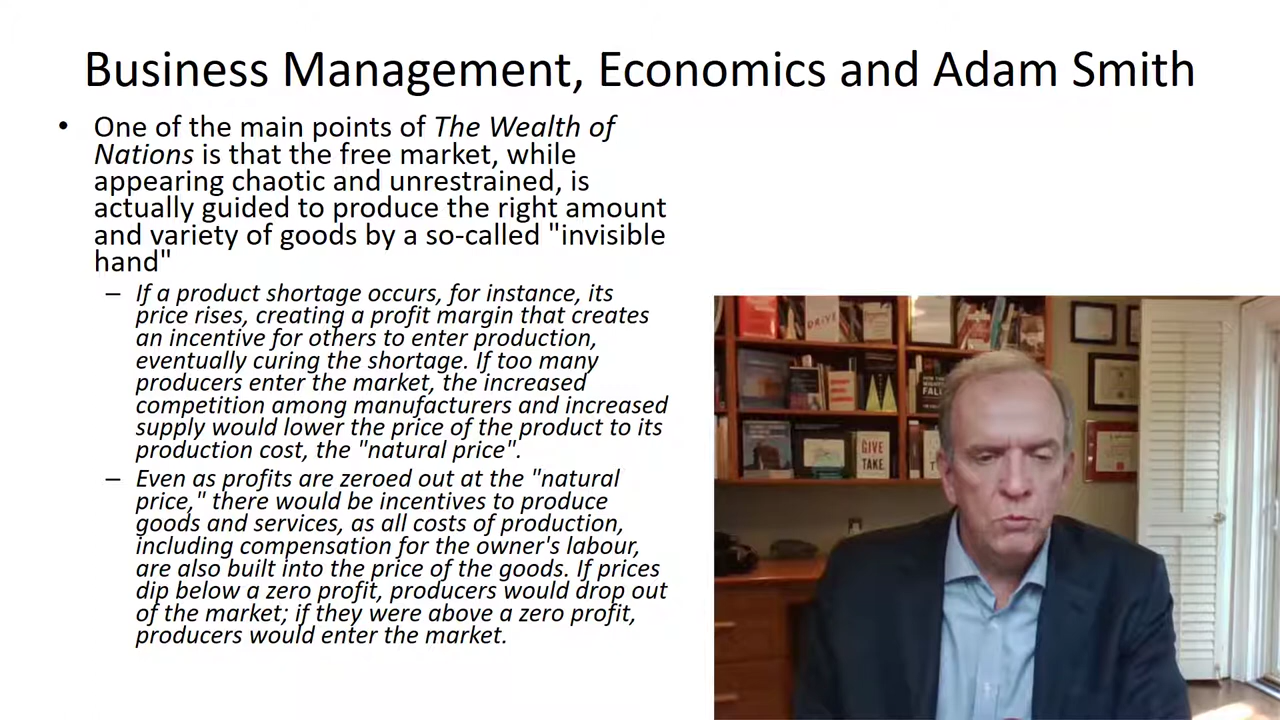 Business Management, Economics and Adam Smith
• One of the main points of The Wealth of
Nations is that the free market, while
appearing chaotic and unrestrained, is
actually guided to produce the right amount
and variety of goods by a so-called "invisible
hand"
– If a product shortage occurs, for instance, its
price rises, creating a profit margin that creates
an incentive for others to enter production,
eventually curing the shortage. If too many
producers enter the market, the increased
competition among manufacturers and increased
supply would lower the price of the product to its
production cost, the "natural price".
– Even as profits are zeroed out at the "natural
price," there would be incentives to produce
goods and services, as all costs of production,
including compensation for the owner's labour,
are also built into the price of the goods. If prices
dip below a zero profit, producers would drop out
of the market; if they were above a zero profit,
producers would enter the market.
DRiVE
FALL
GIVE
TAKE